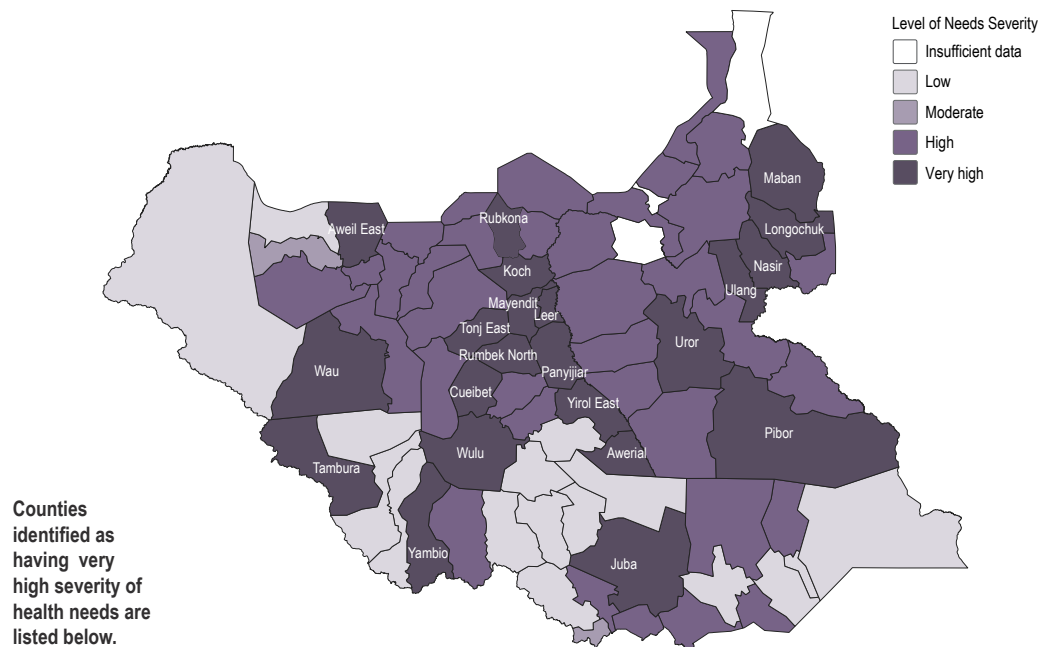 Level of Needs Severity
Insufficient data
Low
Moderate
High
Very high
Maban
Rubkona
Longochuk
Aweil East
Nasir
Koch
Ulang
Mayendit
Leer
Tonj East
Uror
Rumbek North
Wau
Panyijiar
Cueibet
Yirol East
Pibor
Wulu
Awerial
Tambura
Yambio
Juba
Counties
identified as
having very
high severity of
health needs are
listed below.